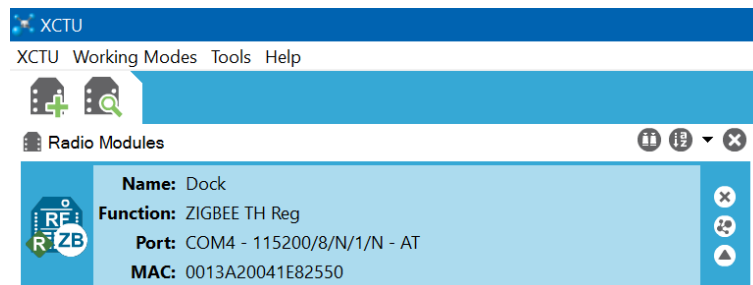 XCTU
XCTU Working Modes Tools Help
Radio Modules
Name: Dock
Function: ZIGBEE TH Reg
RF
R ZB
Port: COM4 - 115200/8/N/1/N - AT
MAC: 0013A20041E82550